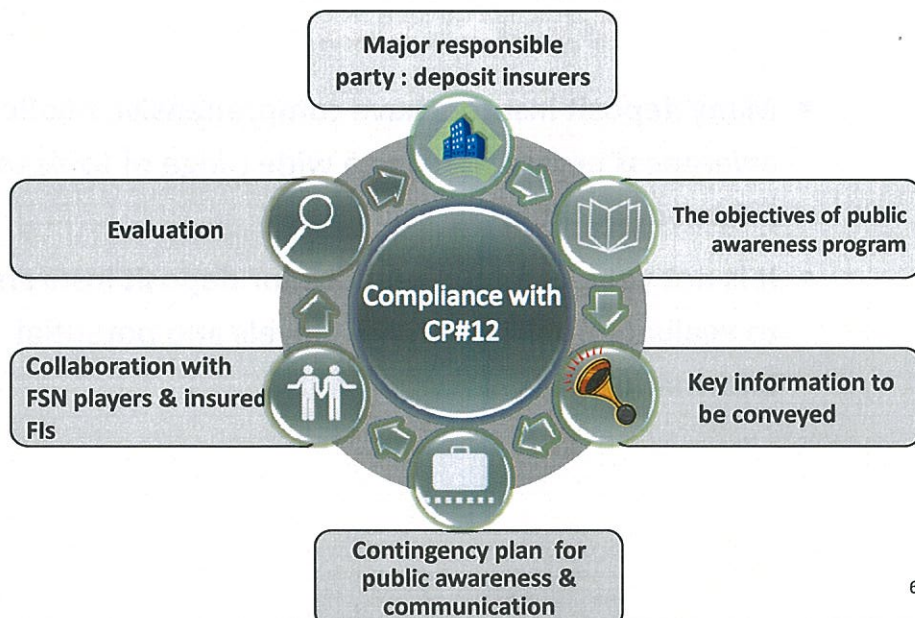 Major responsible
party : deposit insurers
The objectives of public
awareness program
Key information to
be conveyed
Contingency plan for
public awareness &
communication
Collaboration with
FSN players & insured
FIs
Evaluation
Compliance with
CP#12
6